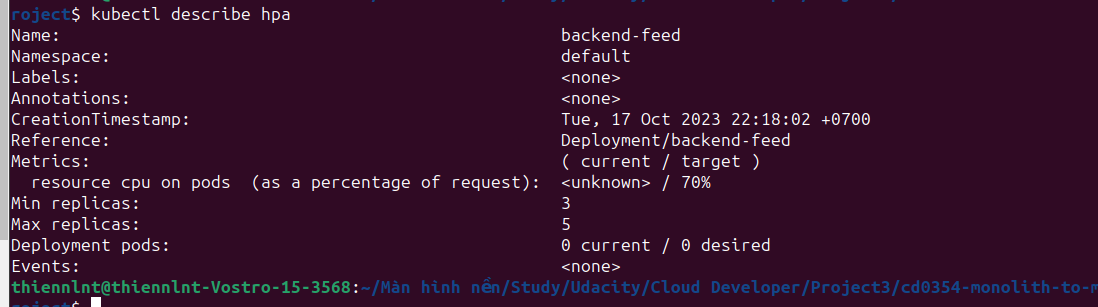 roject$ kubectl describe hpa
Name: backend-feed
Namespace: default
Labels: <none>
Annotations: <none>
CreationTimestamp: Tue, 17 Oct 2023 22:18:02 +0700
Reference: Deployment/backend-feed
Metrics: ( current / target )
  resource cpu on pods  (as a percentage of request): <unknown> / 70%
Min replicas: 3
Max replicas: 5
Deployment pods: 0 current / 0 desired
Events: <none>
thiennlnt@thiennlnt-Vostro-15-3568:~/Màn hình nền/Study/Udacity/Cloud Developer/Project3/cd0354-monolith-to-m
roject$